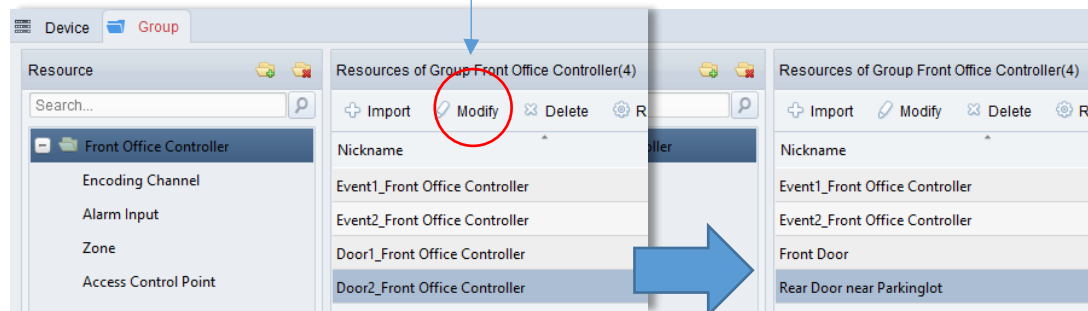 Device Group
Resource
Search...
Front Office Controller
Encoding Channel
Alarm Input
Zone
Access Control Point
Resources of Group Front Office Controller(4)
Import Modify Delete R
Nickname
Event1_Front Office Controller
Event2_Front Office Controller
Door1_Front Office Controller
Door2_Front Office Controller
oller
Resources of Group Front Office Controller(4)
Import Modify Delete R
Nickname
Event1_Front Office Controller
Event2_Front Office Controller
Front Door
Rear Door near Parkinglot